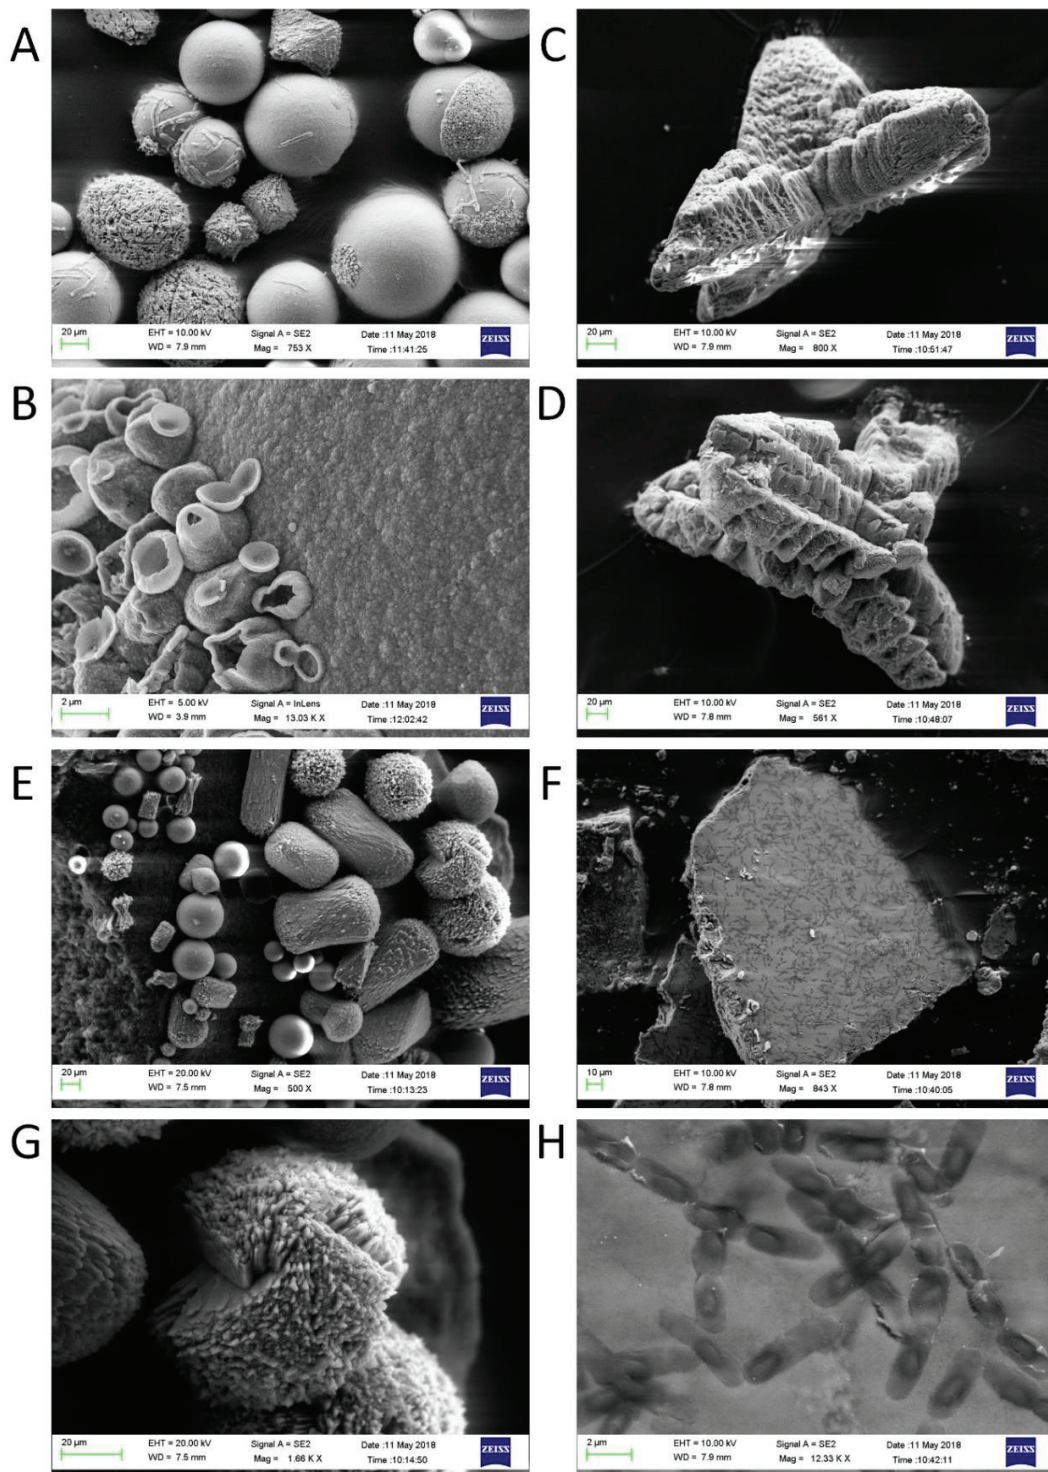 A
20 µm
EHT = 10.00 kV
WD = 7.9 mm
Signal A = SE2
Mag = 753 X
Date :11 May 2018
Time :11:41:25
ZEISS
C
20 µm
EHT = 10.00 kV
WD = 7.9 mm
Signal A = SE2
Mag = 800 X
Date :11 May 2018
Time :10:51:47
ZEISS
B
2 µm
EHT = 5.00 kV
WD = 3.9 mm
Signal A = InLens
Mag = 13.03 K X
Date :11 May 2018
Time :12:02:42
ZEISS
D
20 µm
EHT = 10.00 kV
WD = 7.8 mm
Signal A = SE2
Mag = 561 X
Date :11 May 2018
Time :10:48:07
ZEISS
E
20 µm
EHT = 20.00 kV
WD = 7.5 mm
Signal A = SE2
Mag = 500 X
Date :11 May 2018
Time :10:13:23
ZEISS
F
10 µm
EHT = 10.00 kV
WD = 7.8 mm
Signal A = SE2
Mag = 843 X
Date :11 May 2018
Time :10:40:05
ZEISS
G
20 µm
EHT = 20.00 kV
WD = 7.5 mm
Signal A = SE2
Mag = 1.66 K X
Date :11 May 2018
Time :10:14:50
ZEISS
H
2 µm
EHT = 10.00 kV
WD = 7.9 mm
Signal A = SE2
Mag = 12.33 K X
Date :11 May 2018
Time :10:42:11
ZEISS